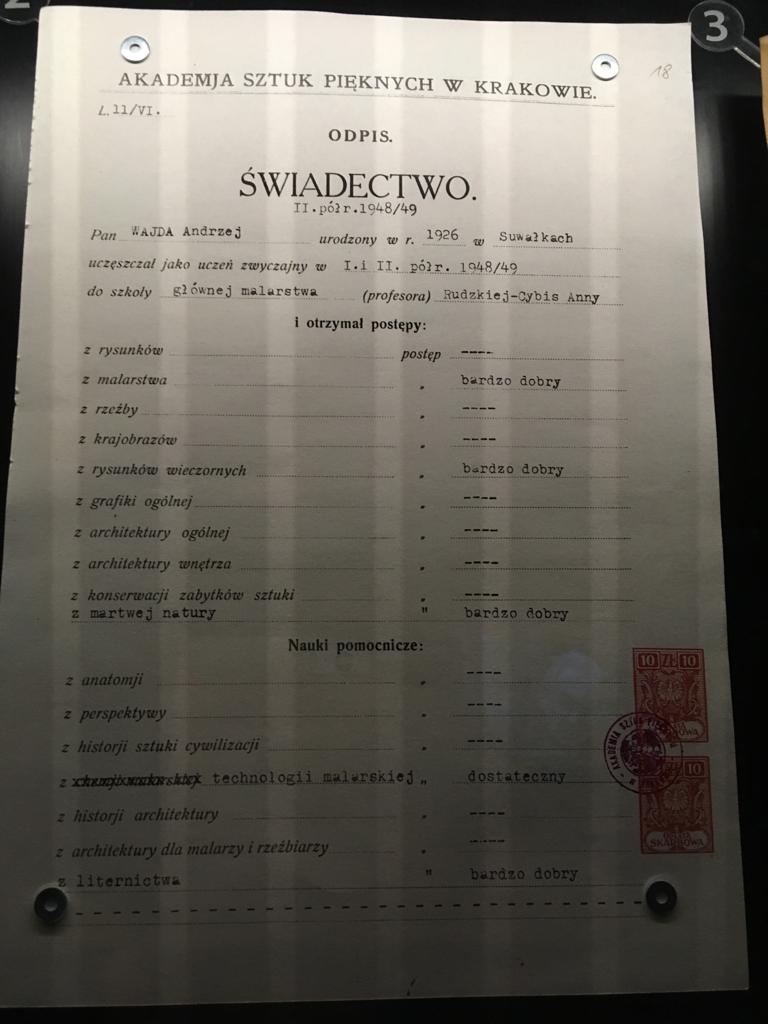 3
18
AKADEMJA SZTUK PIĘKNYCH W KRAKOWIE.
L. 11/VI.
ODPIS.
ŚWIADECTWO.
II.półr.1948/49
Pan WAJDA Andrzej urodzony w r. 1926 w Suwałkach
uczęszczał jako uczeń zwyczajny w I.i II. półr. 1948/49
do szkoły głównej malarstwa (profesora) Rudzkiej-Cybis Anny
i otrzymał postępy:
z rysunków postęp ----
z malarstwa „ bardzo dobry
z rzeźby „ ----
z krajobrazów „ ----
z rysunków wieczornych „ bardzo dobry
z grafiki ogólnej „ ----
z architektury ogólnej „ ----
z architektury wnętrza „ ----
z konserwacji zabytków sztuki „ ----
z martwej natury " bardzo dobry
Nauki pomocnicze:
z anatomji „ ----
z perspektywy „ ----
z historji sztuki cywilizacji „ ----
z technologii malarskiej „ dostateczny
z historji architektury „ ----
z architektury dla malarzy i rzeźbiarzy „ ----
z liternictwa " bardzo dobry
10 ZŁ 10
AKADEMIA SZTUK
10
SKARBOWA